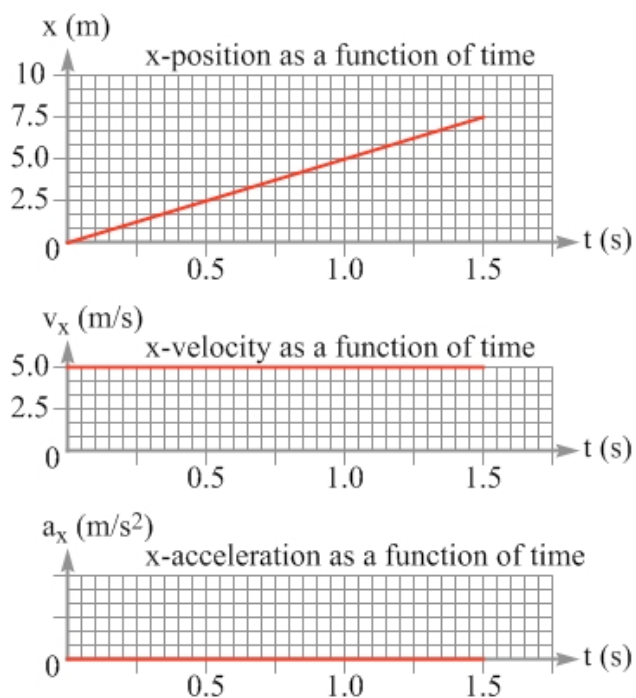 x (m)
x-position as a function of time
10
7.5
5.0
2.5
0
0.5 1.0 1.5
t (s)
vₓ (m/s)
x-velocity as a function of time
5.0
2.5
0
0.5 1.0 1.5
t (s)
aₓ (m/s²)
x-acceleration as a function of time
0
0.5 1.0 1.5
t (s)